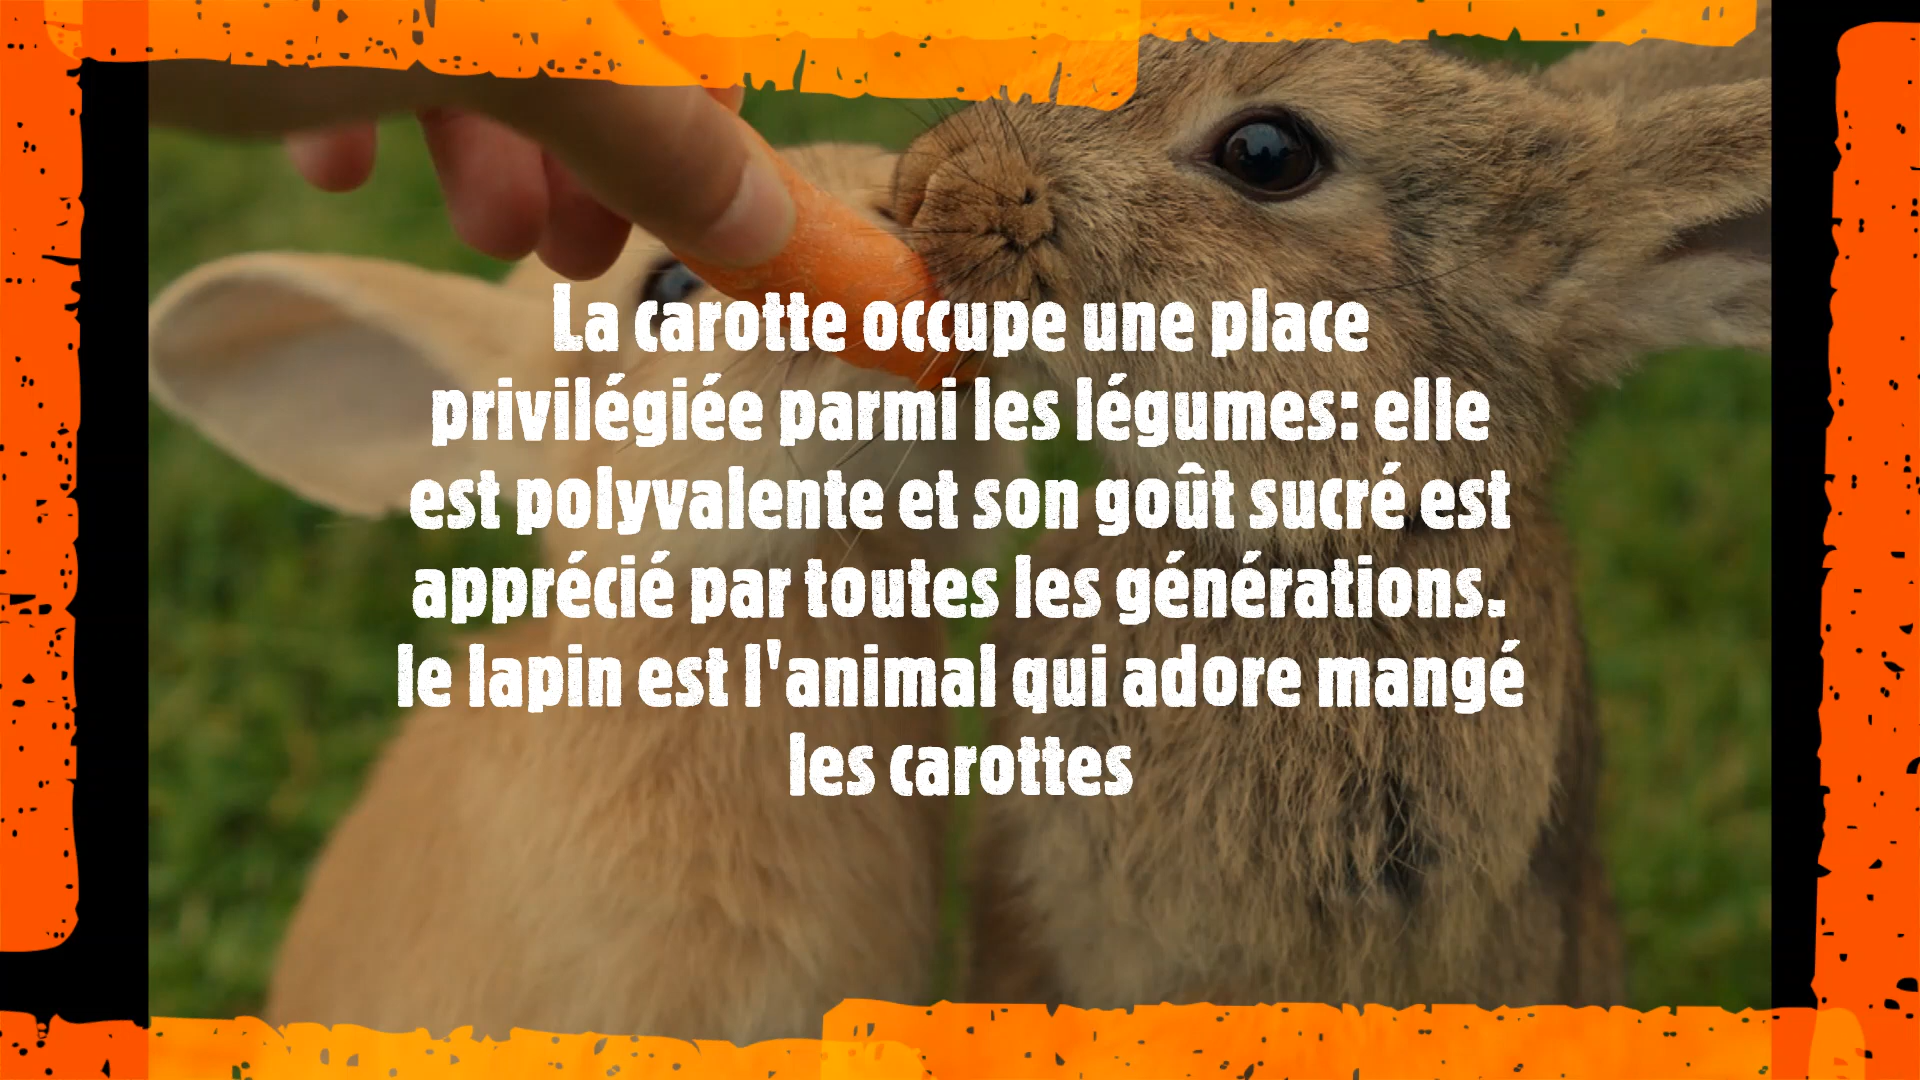 La carotte occupe une place
privilégiée parmi les légumes: elle
est polyvalente et son goût sucré est
apprécié par toutes les générations.
le lapin est l'animal qui adore mangé
les carottes